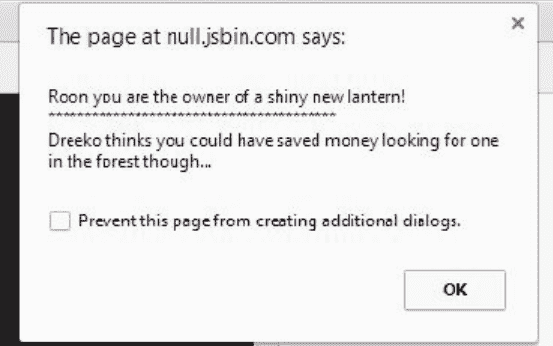 The page at null.jsbin.com says:
Roon you are the owner of a shiny new lantern!
****************************************
Dreeko thinks you could have saved money looking for one
in the forest though...
Prevent this page from creating additional dialogs.
OK